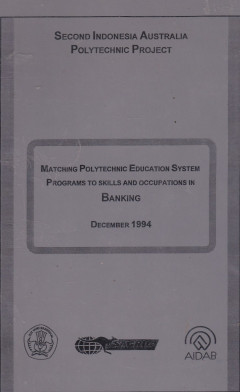 SECOND INDONESIA AUSTRALIA
POLYTECHNIC PROJECT
MATCHING POLYTECHNIC EDUCATION SYSTEM
PROGRAMS TO SKILLS AND OCCUPATIONS IN
BANKING
DECEMBER 1994
AIDAB